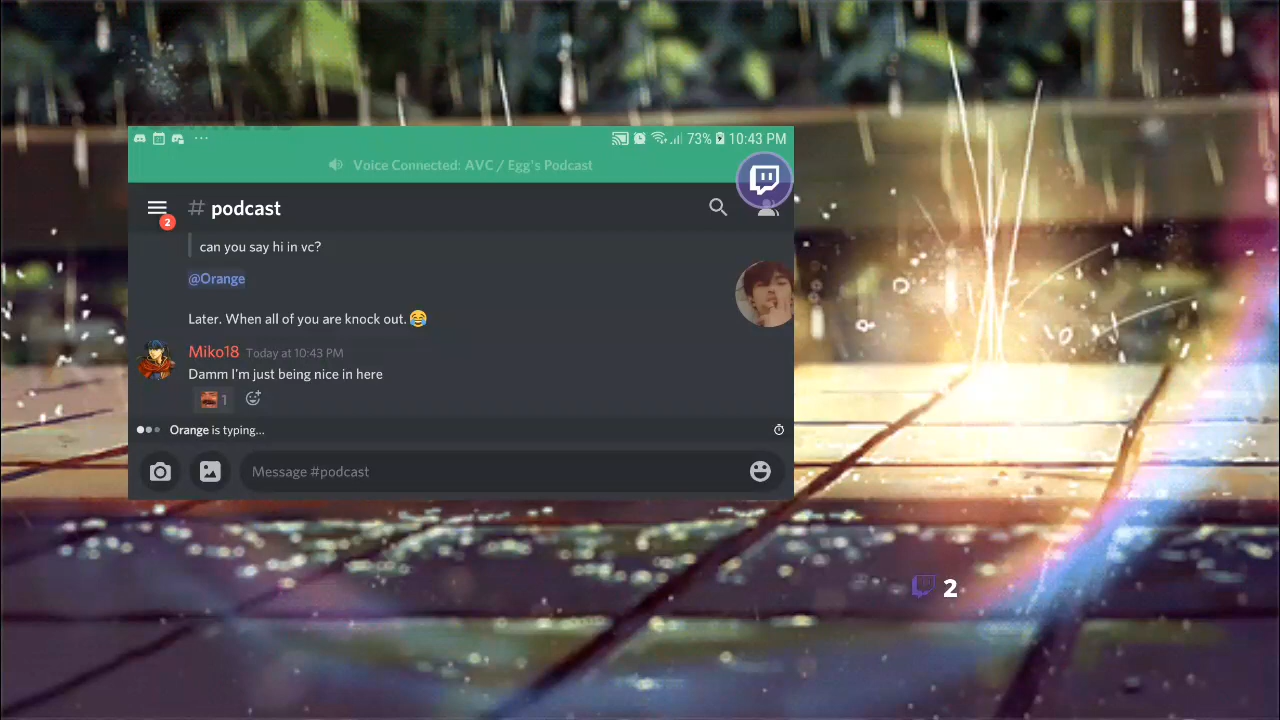 73% 10:43 PM
Voice Connected: AVC / Egg's Podcast
2
# podcast
can you say hi in vc?
@Orange
Later. When all of you are knock out. 😂
Miko18 Today at 10:43 PM
Damm I'm just being nice in here
1
Orange is typing...
Message #podcast
2